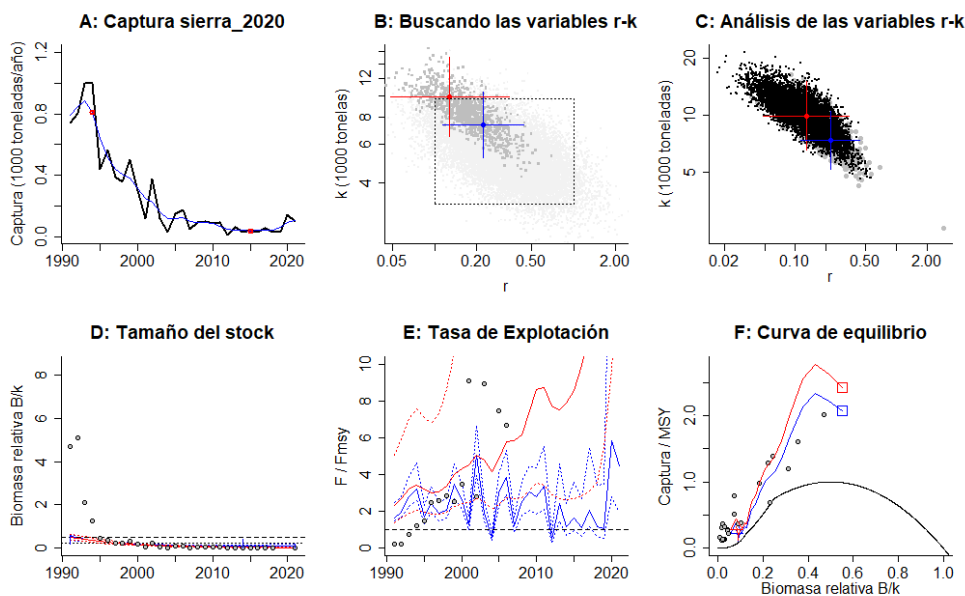 A: Captura sierra_2020
B: Buscando las variables r-k
C: Análisis de las variables r-k
Captura (1000 toneladas/año)
0.0 0.4 0.8 1.2
1990 2000 2010 2020
k (1000 tonelas)
4 6 8 12
0.05 0.20 0.50 2.00
r
k (1000 toneladas)
5 10 20
0.02 0.10 0.50 2.00
r
D: Tamaño del stock
E: Tasa de Explotación
F: Curva de equilibrio
Biomasa relativa B/k
0 2 4 6 8
1990 2000 2010 2020
F / Fmsy
0 2 4 6 8 10
1990 2000 2010 2020
Captura / MSY
0.0 1.0 2.0
0.0 0.2 0.4 0.6 0.8 1.0
Biomasa relativa B/k